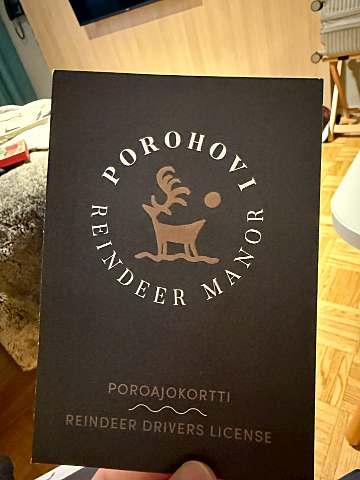 POROHOVI
REINDEER MANOR
POROAJOKORTTI
REINDEER DRIVERS LICENSE